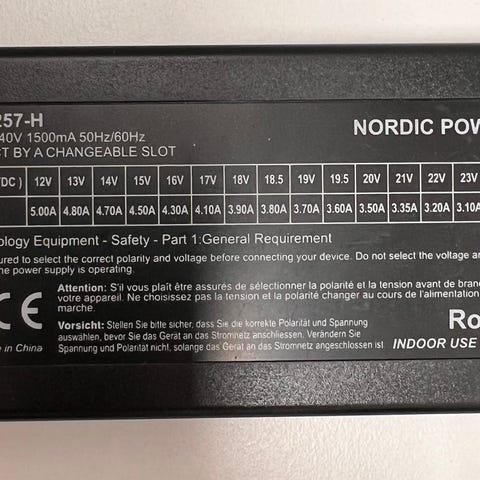 257-H
40V 1500mA 50Hz/60Hz
CT BY A CHANGEABLE SLOT
NORDIC POW
DC ) 12V 13V 14V 15V 16V 17V 18V 18.5 19V 19.5 20V 21V 22V 23V
5.00A 4.80A 4.70A 4.50A 4.30A 4.10A 3.90A 3.80A 3.70A 3.60A 3.50A 3.35A 3.20A 3.10A
ology Equipment - Safety - Part 1:General Requirement
ured to select the correct polarity and voltage before connecting your device. Do not select the voltage and
e the power supply is operating.
Attention: S'il vous plaît être assurés de sélectionner la polarité et la tension avant de bran
votre appareil. Ne choisissez pas la tension et la polarité changer au cours de l'alimentation
marche.
CE
Vorsicht: Stellen Sie bitte sicher, dass Sie die korrekte Polarität und Spannung
auswählen, bevor Sie das Gerät an das Stromnetz anschließen. Verändern Sie
Spannung und Polarität nicht, solange das Gerät an das Stromnetz angeschlossen ist
Ro
e in China
INDOOR USE